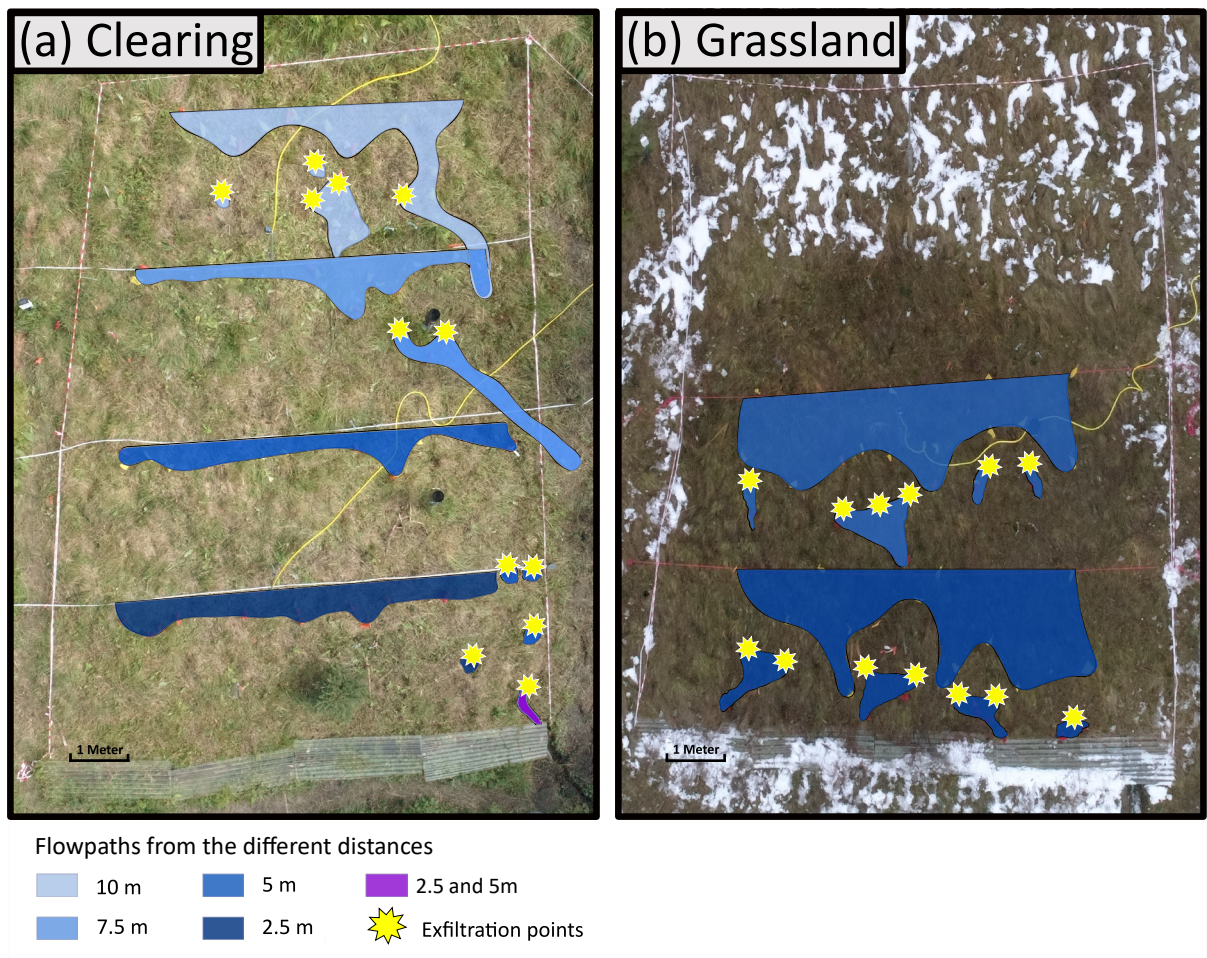 (a) Clearing
(b) Grassland
1 Meter
1 Meter
Flowpaths from the different distances
10 m
5 m
2.5 and 5m
7.5 m
2.5 m
Exfiltration points